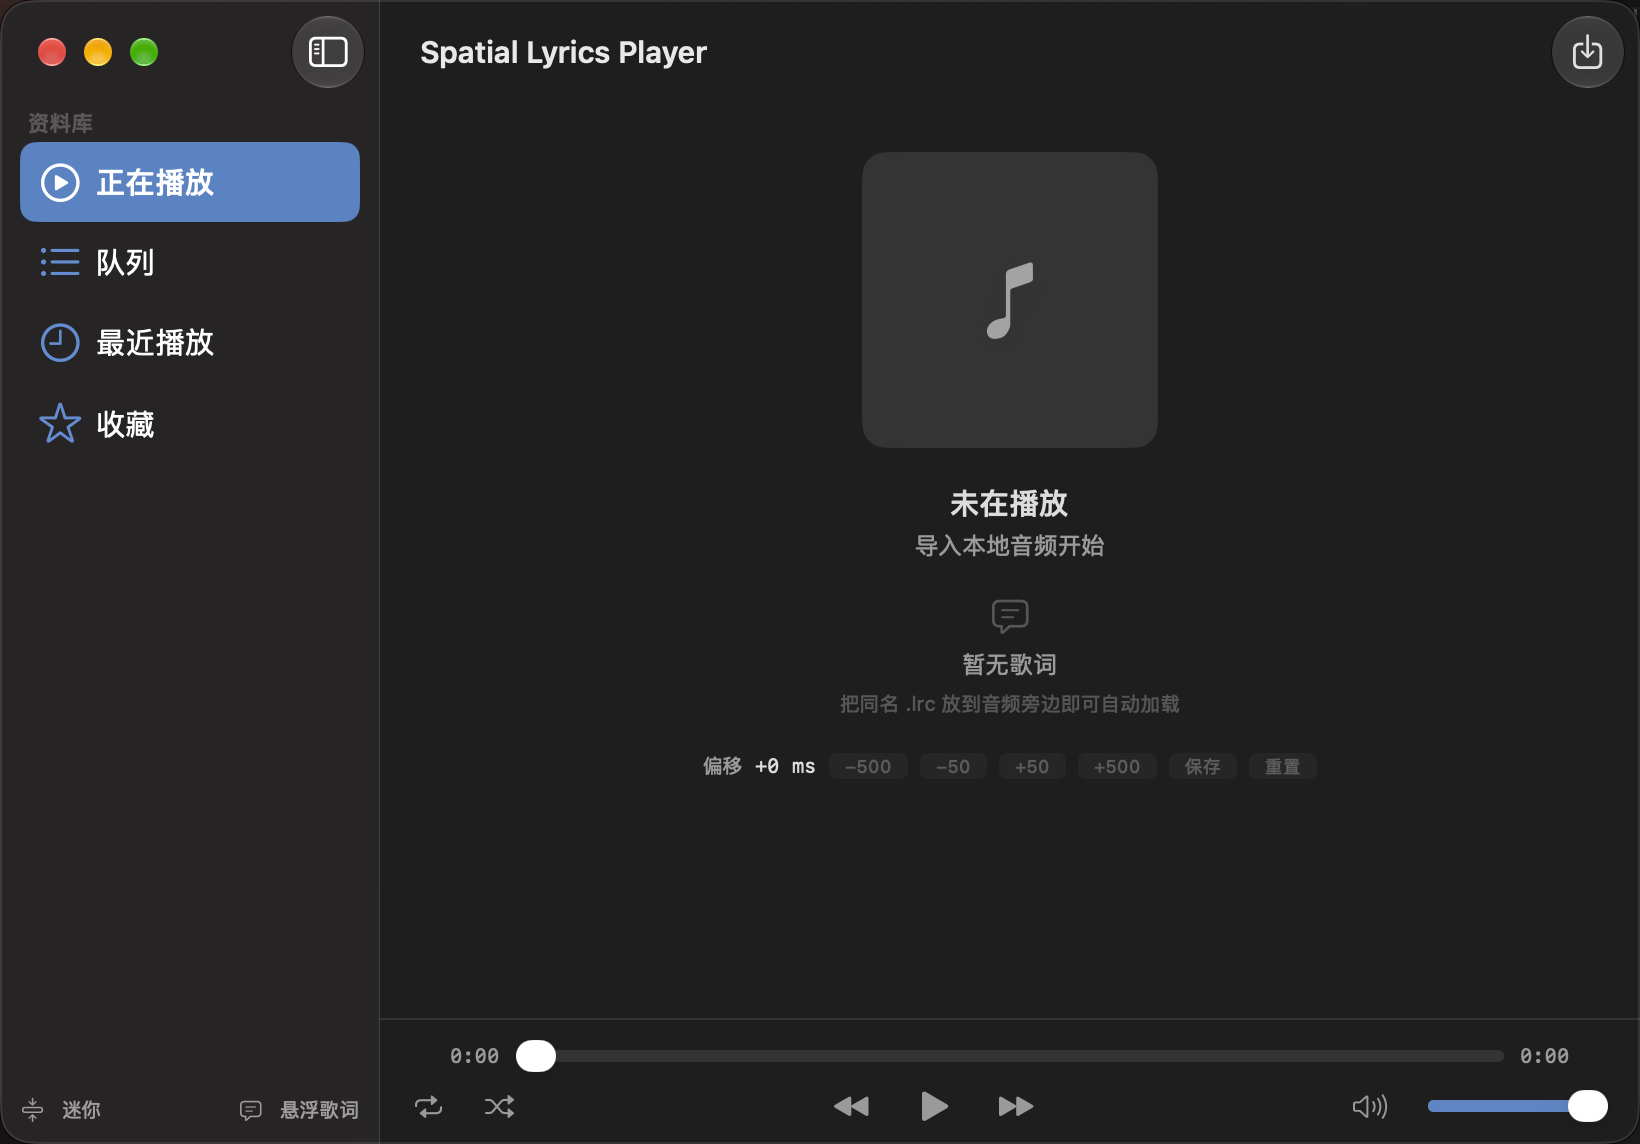 Spatial Lyrics Player
资料库
正在播放
队列
最近播放
收藏
未在播放
导入本地音频开始
暂无歌词
把同名 .lrc 放到音频旁边即可自动加载
偏移 +0 ms −500 −50 +50 +500 保存 重置
0:00 0:00
迷你 悬浮歌词